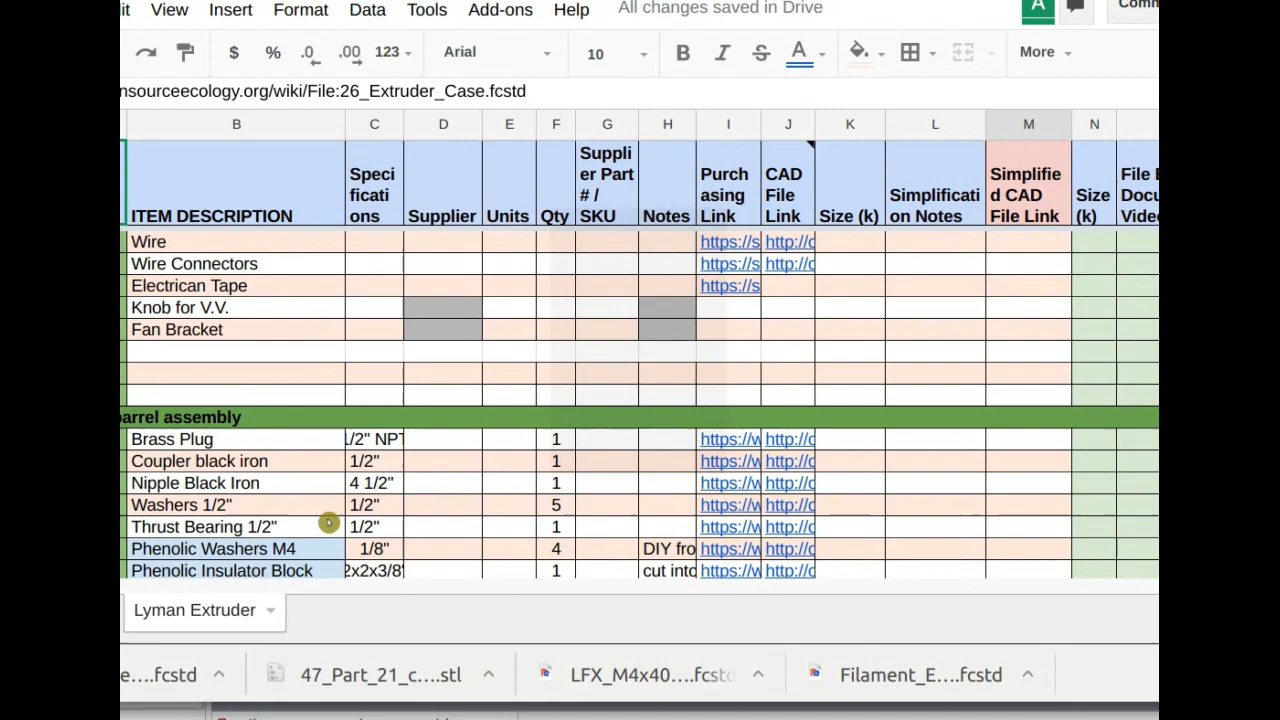 it View Insert Format Data Tools Add-ons Help All changes saved in Drive A Comm
$ % .0 .00 123 Arial 10 B I S A More
nsourceecology.org/wiki/File:26_Extruder_Case.fcstd
B C D E F G H I J K L M N
ITEM DESCRIPTION Specifications Supplier Units Qty Supplier Part # / SKU Notes Purchasing Link CAD File Link Size (k) Simplification Notes Simplified CAD File Link Size (k) File Docu Vide
Wire https://s http://o
Wire Connectors https://s http://o
Electrican Tape https://s
Knob for V.V.
Fan Bracket
arrel assembly
Brass Plug 1/2" NPT 1 https://w http://o
Coupler black iron 1/2" 1 https://w http://o
Nipple Black Iron 4 1/2" 1 https://w http://o
Washers 1/2" 1/2" 5 https://w http://o
Thrust Bearing 1/2" 1/2" 1 https://w http://o
Phenolic Washers M4 1/8" 4 DIY fro https://w http://o
Phenolic Insulator Block 2x2x3/8" 1 cut into https://w http://o
Lyman Extruder
e....fcstd 47_Part_21_c....stl LFX_M4x40....fcstd Filament_E....fcstd